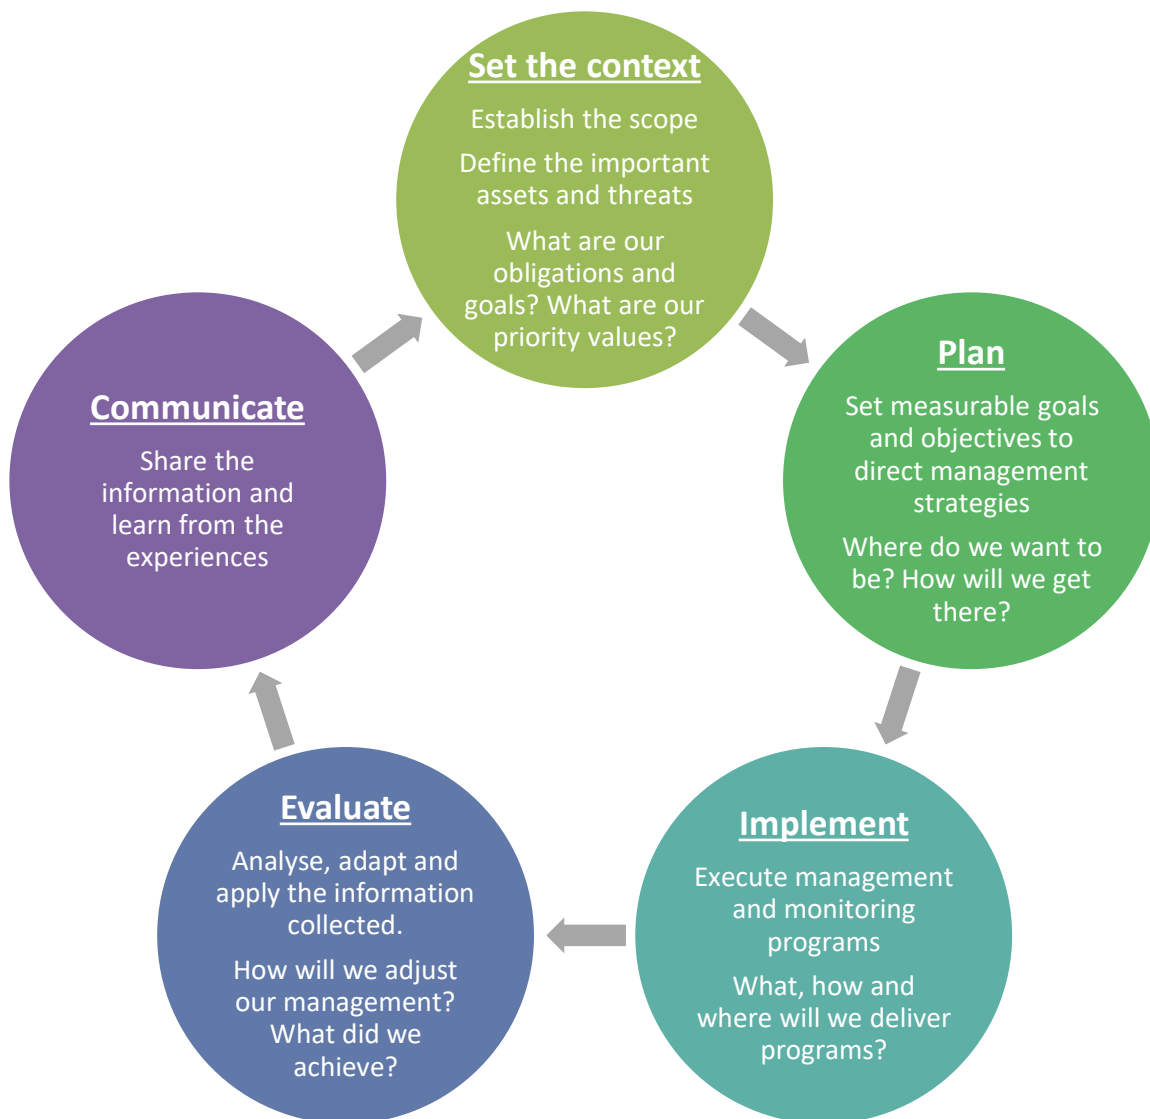 Set the context
Establish the scope
Define the important
assets and threats
What are our
obligations and
goals? What are our
priority values?
Plan
Set measurable goals
and objectives to
direct management
strategies
Where do we want to
be? How will we get
there?
Implement
Execute management
and monitoring
programs
What, how and
where will we deliver
programs?
Evaluate
Analyse, adapt and
apply the information
collected.
How will we adjust
our management?
What did we
achieve?
Communicate
Share the
information and
learn from the
experiences